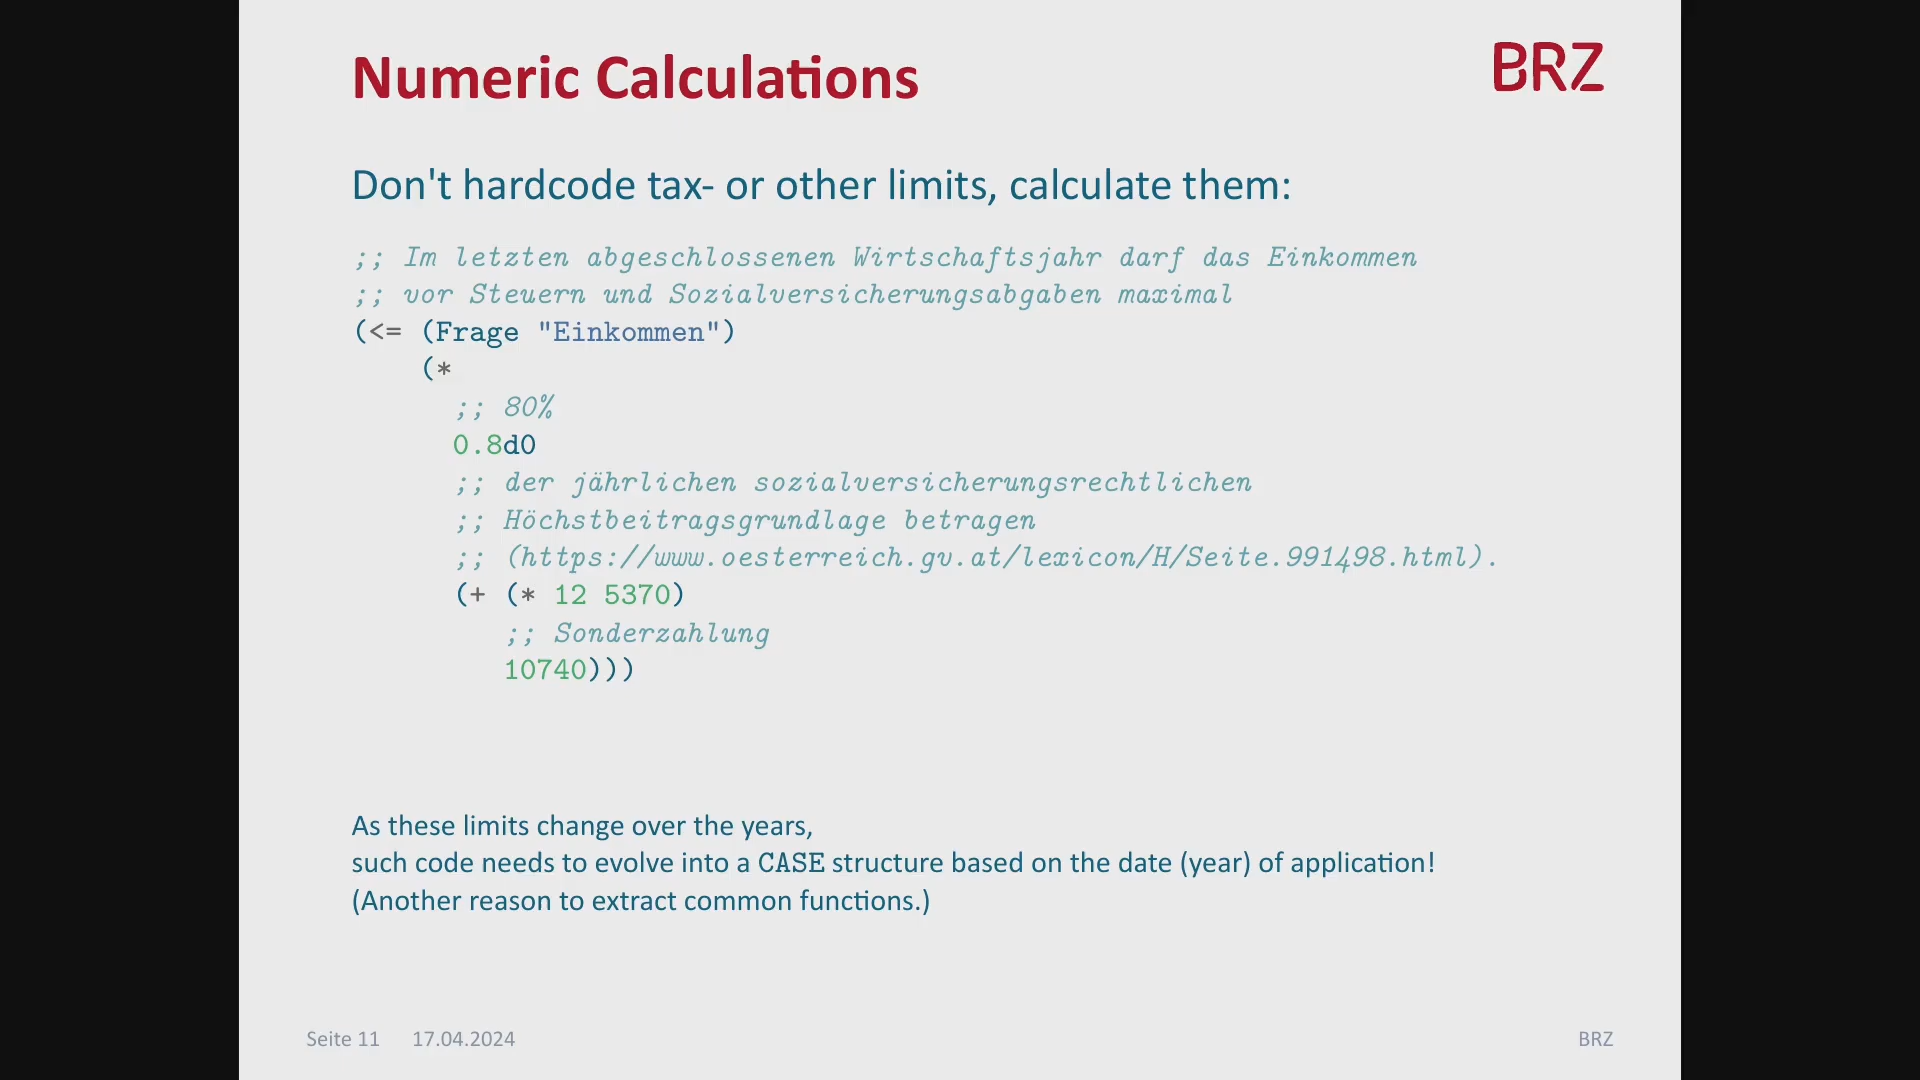 Numeric Calculations
BRZ
Don't hardcode tax- or other limits, calculate them:
;; Im letzten abgeschlossenen Wirtschaftsjahr darf das Einkommen
;; vor Steuern und Sozialversicherungsabgaben maximal
(<= (Frage "Einkommen")
(*
;; 80%
0.8d0
;; der jährlichen sozialversicherungsrechtlichen
;; Höchstbeitragsgrundlage betragen
;; (https://www.oesterreich.gv.at/lexicon/H/Seite.991498.html).
(+ (* 12 5370)
;; Sonderzahlung
10740)))
As these limits change over the years,
such code needs to evolve into a CASE structure based on the date (year) of application!
(Another reason to extract common functions.)
Seite 11 17.04.2024
BRZ